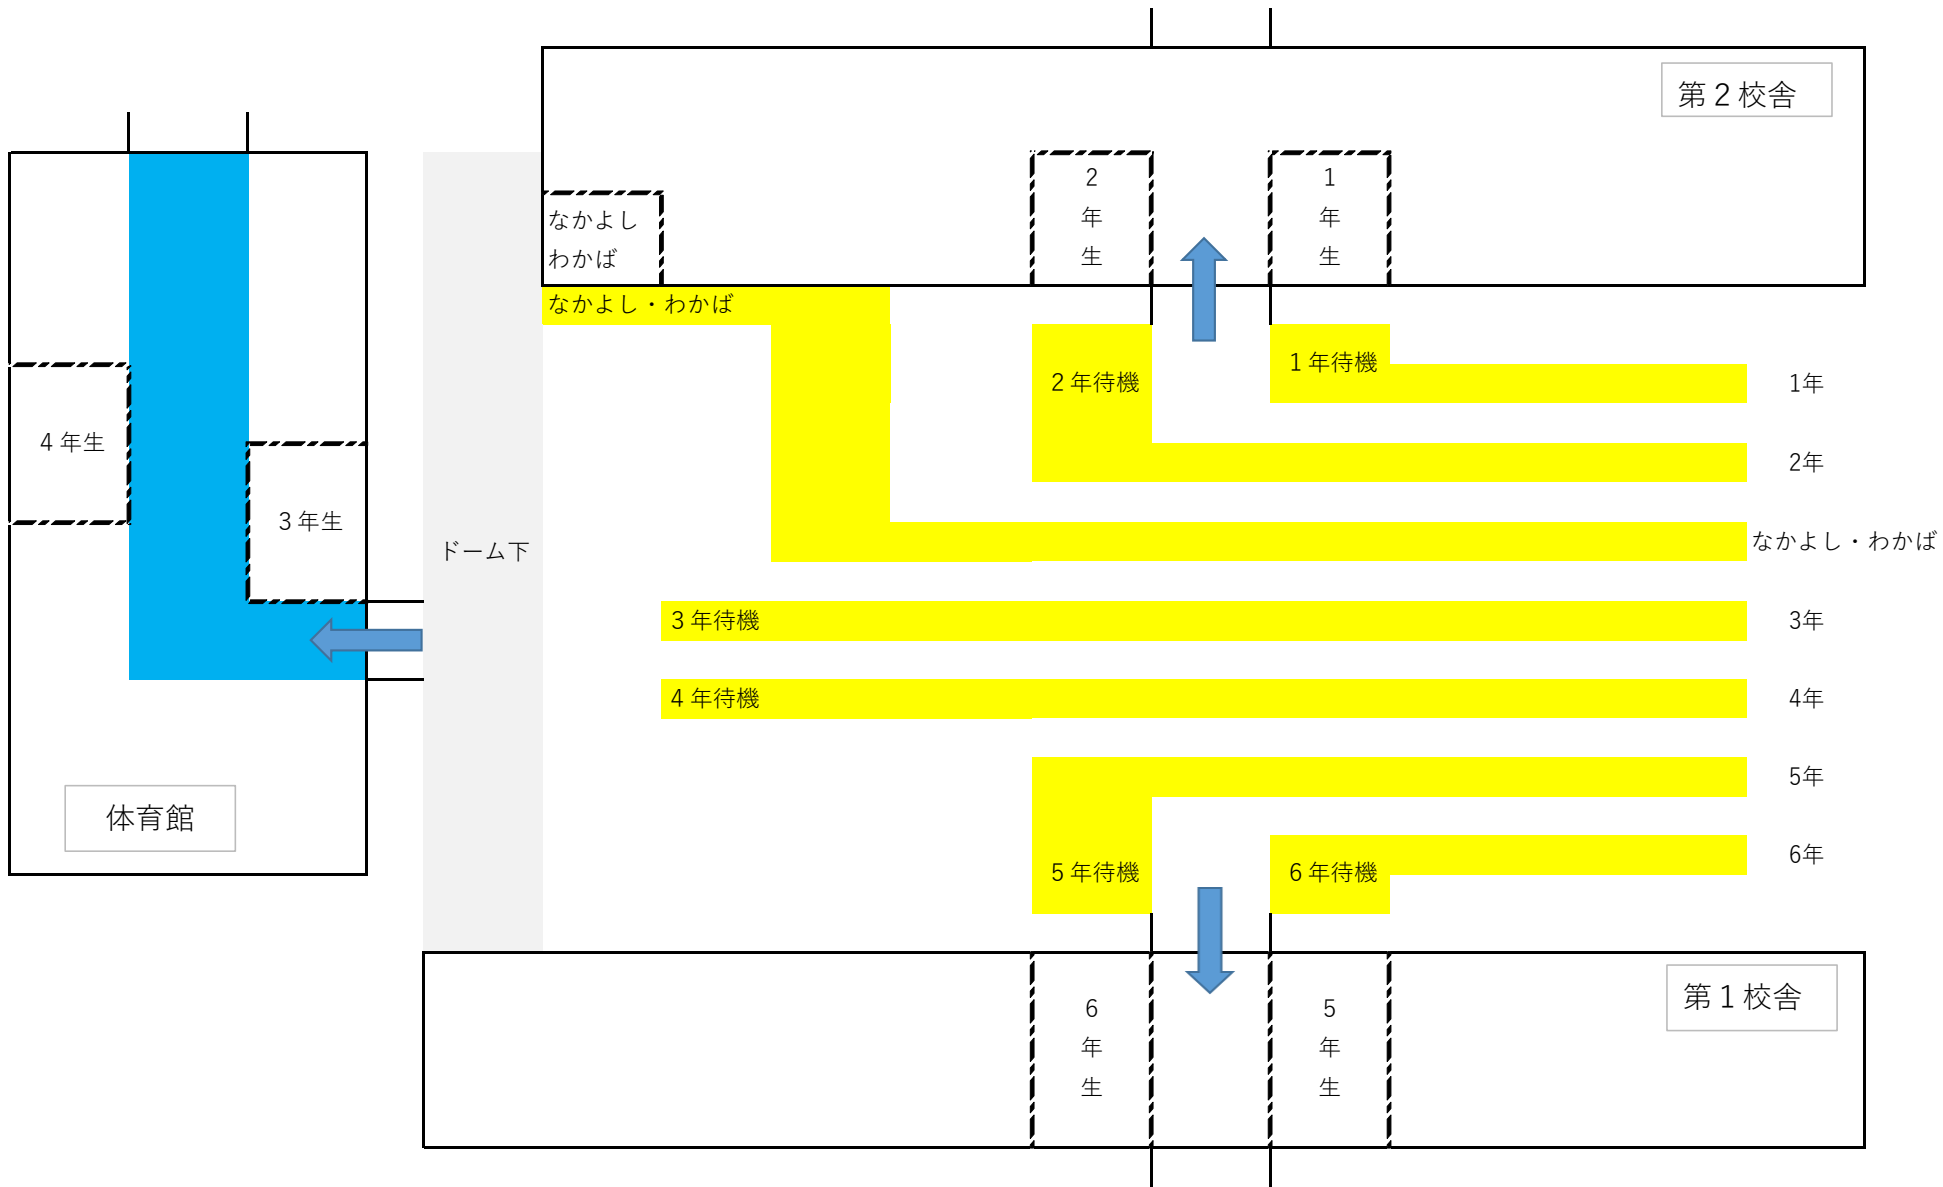 第２校舎
2
年
生
1
年
生
なかよし
わかば
なかよし・わかば
１年待機
２年待機
1年
2年
４年生
３年生
ドーム下
なかよし・わかば
３年待機
3年
４年待機
4年
5年
体育館
6年
５年待機
６年待機
第１校舎
6
年
生
5
年
生